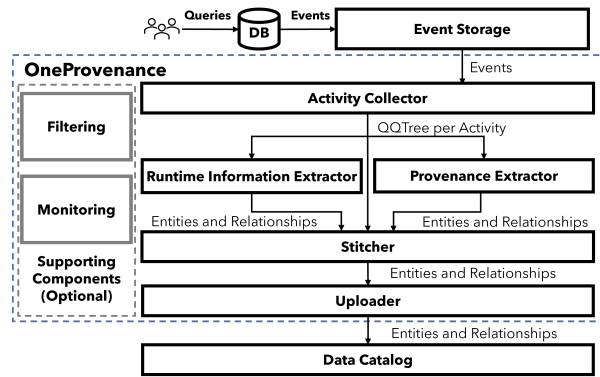 Queries
Events
DB
Event Storage
OneProvenance
Events
Activity Collector
Filtering
QQTree per Activity
Runtime Information Extractor
Provenance Extractor
Monitoring
Entities and Relationships
Entities and Relationships
Stitcher
Supporting
Components
(Optional)
Entities and Relationships
Uploader
Entities and Relationships
Data Catalog